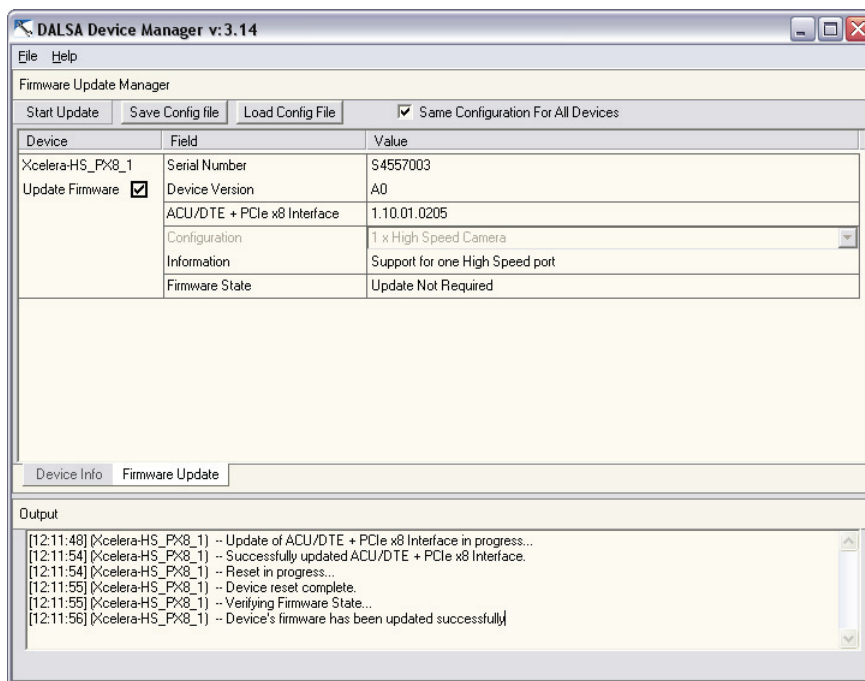 DALSA Device Manager v:3.14
File Help
Firmware Update Manager
Start Update Save Config file Load Config File Same Configuration For All Devices
Device Field Value
Xcelera-HS_PX8_1 Serial Number S4557003
Update Firmware Device Version A0
ACU/DTE + PCIe x8 Interface 1.10.01.0205
Configuration 1 x High Speed Camera
Information Support for one High Speed port
Firmware State Update Not Required
Device Info Firmware Update
Output
[12:11:48] (Xcelera-HS_PX8_1) -- Update of ACU/DTE + PCIe x8 Interface in progress...
[12:11:54] (Xcelera-HS_PX8_1) -- Successfully updated ACU/DTE + PCIe x8 Interface.
[12:11:54] (Xcelera-HS_PX8_1) -- Reset in progress...
[12:11:55] (Xcelera-HS_PX8_1) -- Device reset complete.
[12:11:55] (Xcelera-HS_PX8_1) -- Verifying Firmware State...
[12:11:56] (Xcelera-HS_PX8_1) -- Device's firmware has been updated successfully